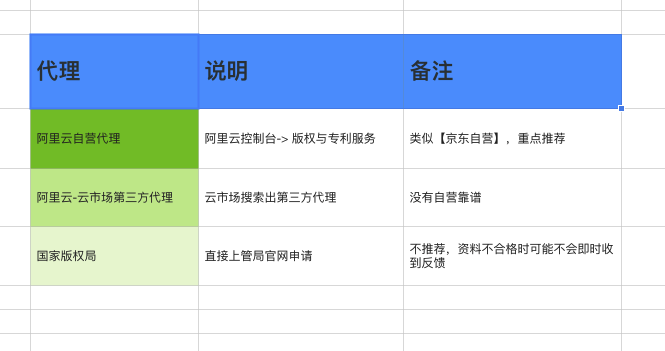 代理 说明 备注
阿里云自营代理 阿里云控制台-> 版权与专利服务 类似【京东自营】，重点推荐
阿里云-云市场第三方代理 云市场搜索出第三方代理 没有自营靠谱
国家版权局 直接上管局官网申请 不推荐，资料不合格时可能不会即时收
到反馈